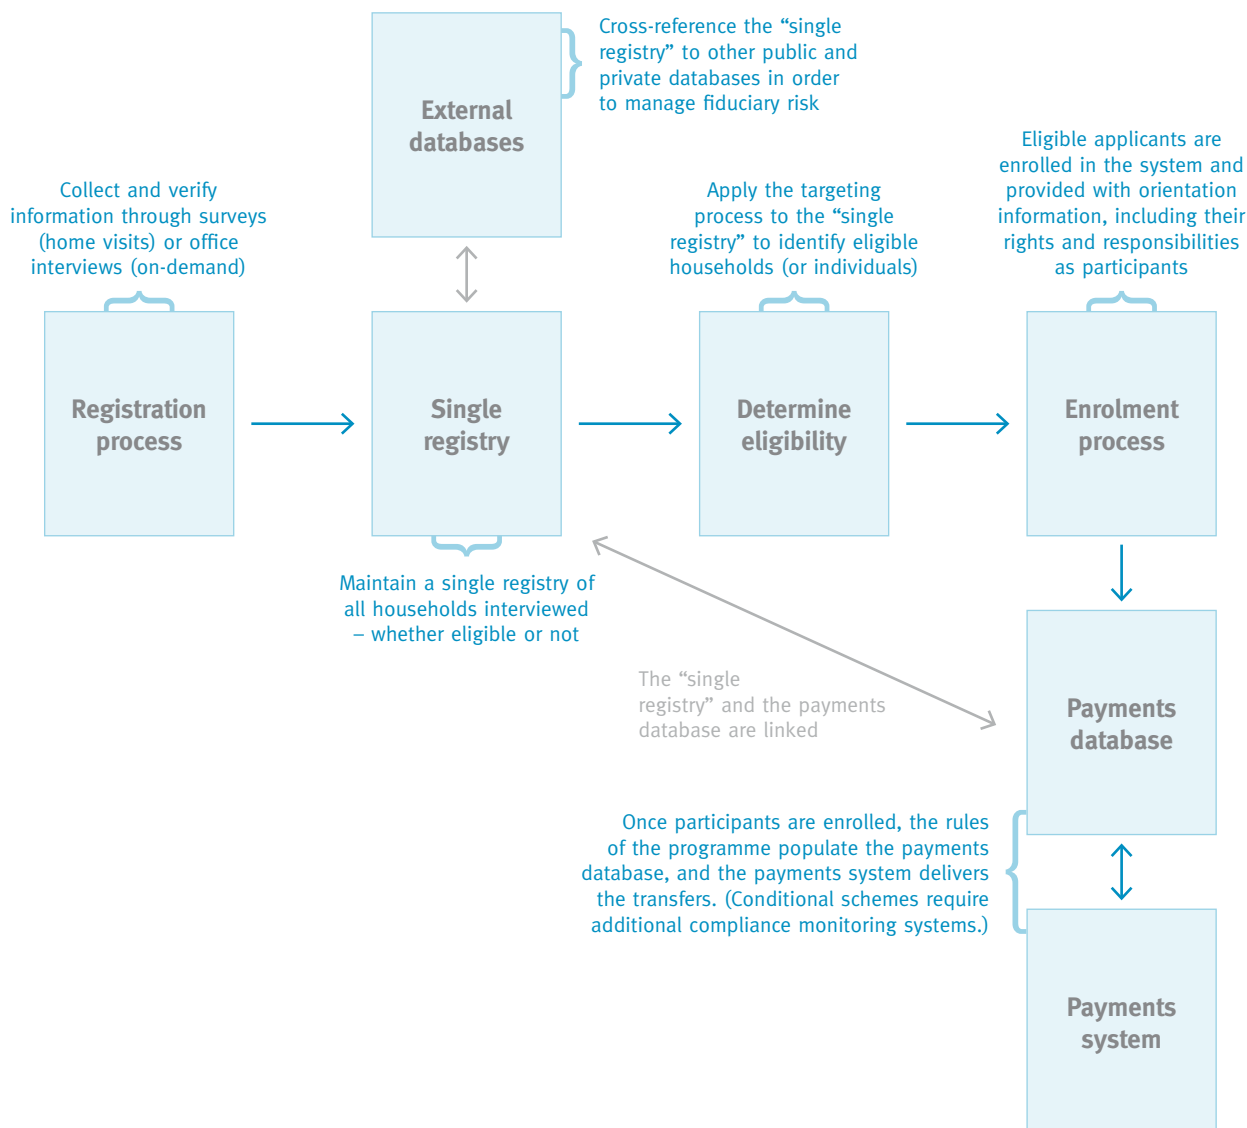 Cross-reference the “single
registry” to other public and
private databases in order
to manage fiduciary risk
External
databases
Collect and verify
information through surveys
(home visits) or office
interviews (on-demand)
Apply the targeting
process to the “single
registry” to identify eligible
households (or individuals)
Eligible applicants are
enrolled in the system and
provided with orientation
information, including their
rights and responsibilities
as participants
Registration
process
Single
registry
Determine
eligibility
Enrolment
process
Maintain a single registry of
all households interviewed
– whether eligible or not
The “single
registry” and the payments
database are linked
Payments
database
Once participants are enrolled, the rules
of the programme populate the payments
database, and the payments system delivers
the transfers. (Conditional schemes require
additional compliance monitoring systems.)
Payments
system